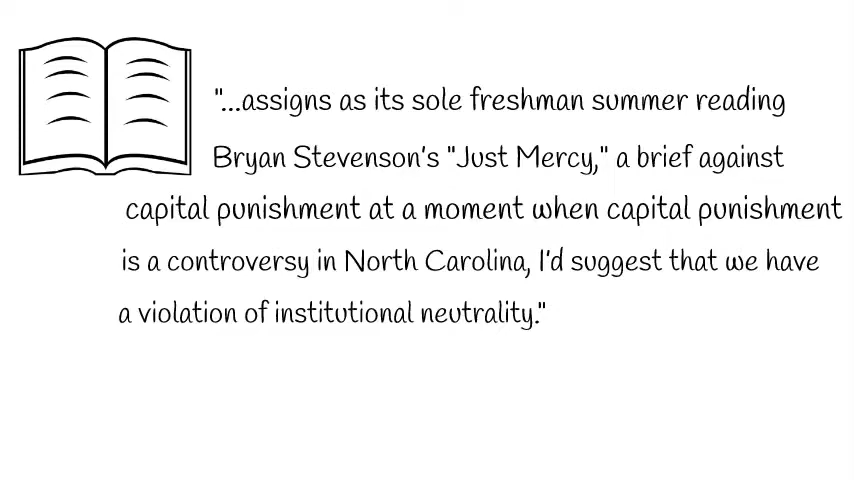 "...assigns as its sole freshman summer reading
Bryan Stevenson's "Just Mercy," a brief against
capital punishment at a moment when capital punishment
is a controversy in North Carolina, I'd suggest that we have
a violation of institutional neutrality."